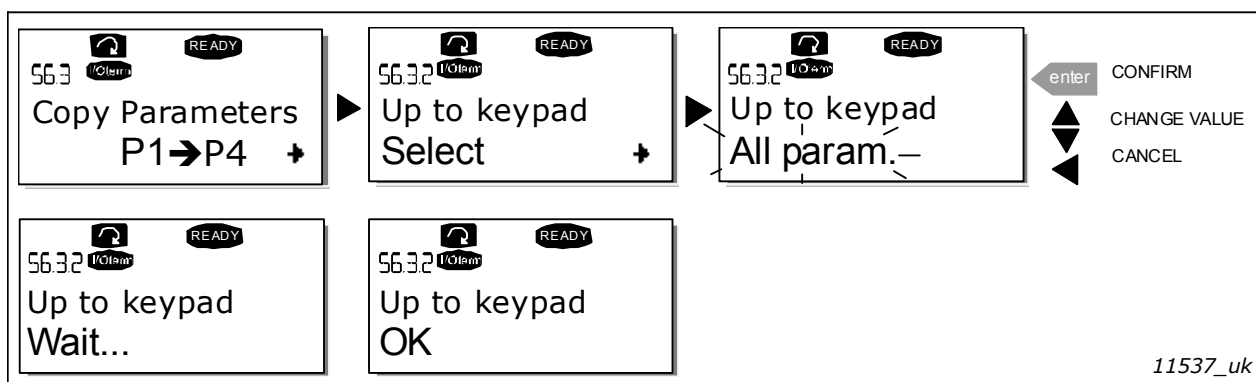 READY
S6.3 I/Oterm
Copy Parameters
P1➔P4
READY
S6.3.2 I/Oterm
Up to keypad
Select
READY
S6.3.2 I/Oterm
Up to keypad
All param.
enter CONFIRM
CHANGE VALUE
CANCEL
READY
S6.3.2 I/Oterm
Up to keypad
Wait...
READY
S6.3.2 I/Oterm
Up to keypad
OK
11537_uk